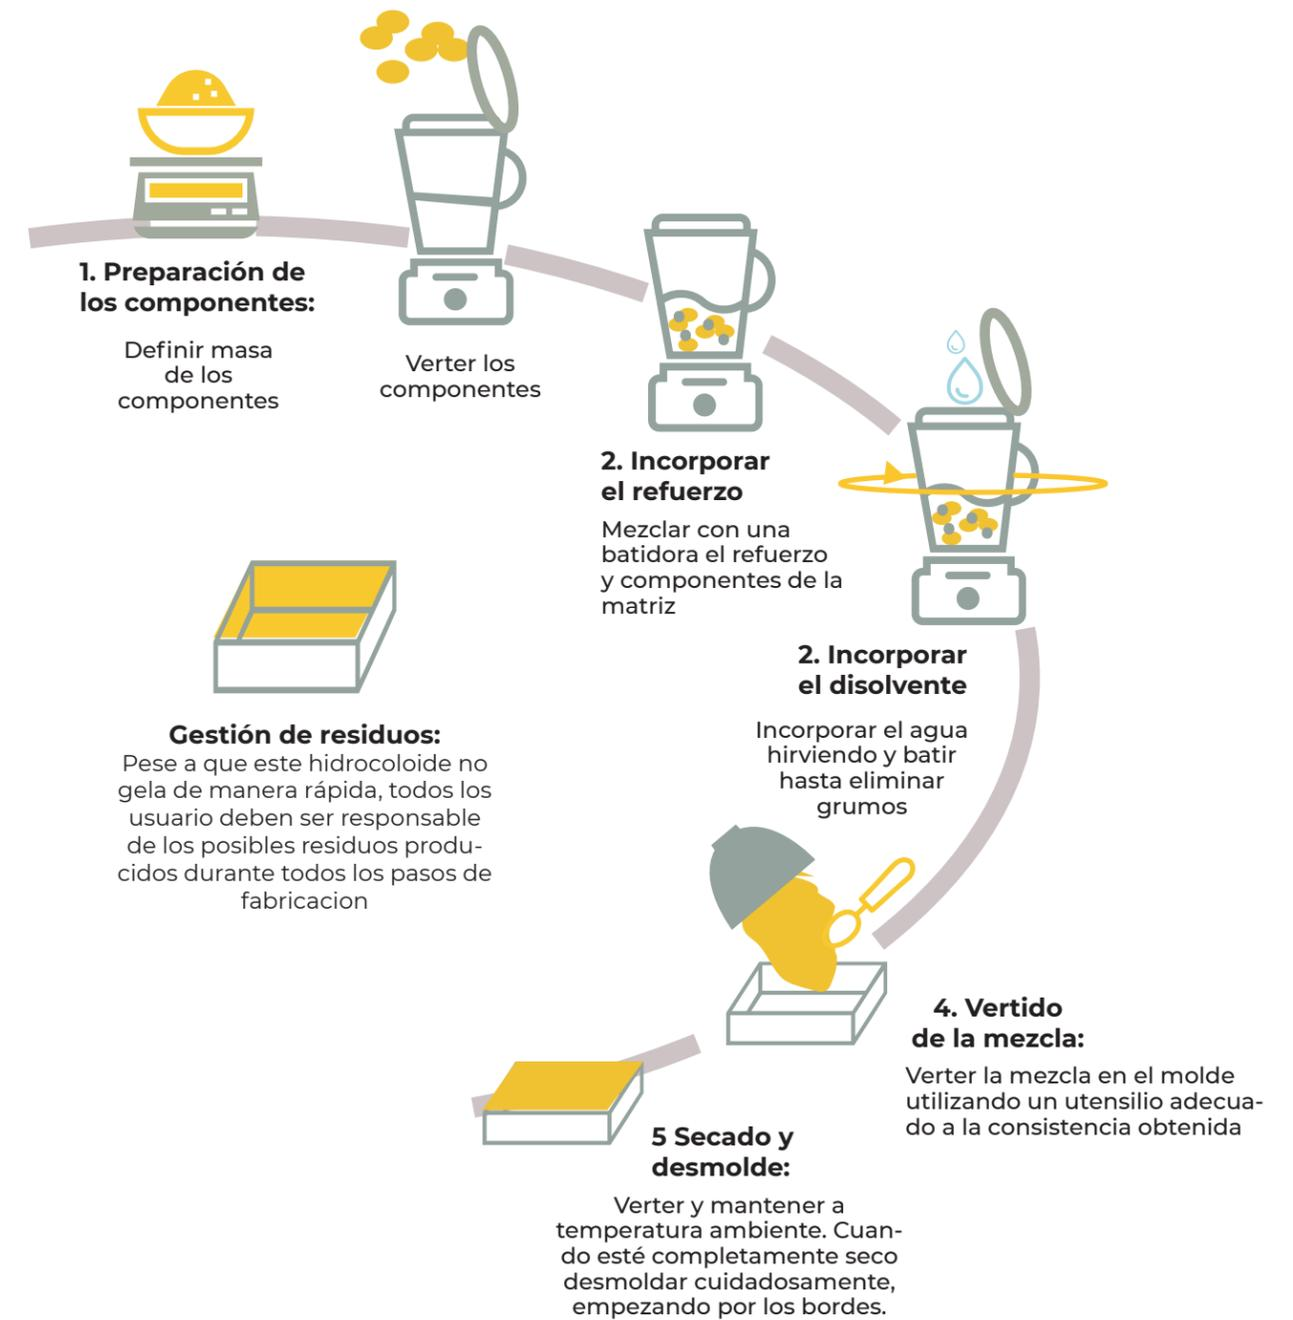 1. Preparación de
los componentes:
Definir masa
de los
componentes
Verter los
componentes
2. Incorporar
el refuerzo
Mezclar con una
batidora el refuerzo
y componentes de la
matriz
2. Incorporar
el disolvente
Incorporar el agua
hirviendo y batir
hasta eliminar
grumos
Gestión de residuos:
Pese a que este hidrocoloide no
gela de manera rápida, todos los
usuario deben ser responsable
de los posibles residuos produ-
cidos durante todos los pasos de
fabricacion
4. Vertido
de la mezcla:
Verter la mezcla en el molde
utilizando un utensilio adecua-
do a la consistencia obtenida
5 Secado y
desmolde:
Verter y mantener a
temperatura ambiente. Cuan-
do esté completamente seco
desmoldar cuidadosamente,
empezando por los bordes.